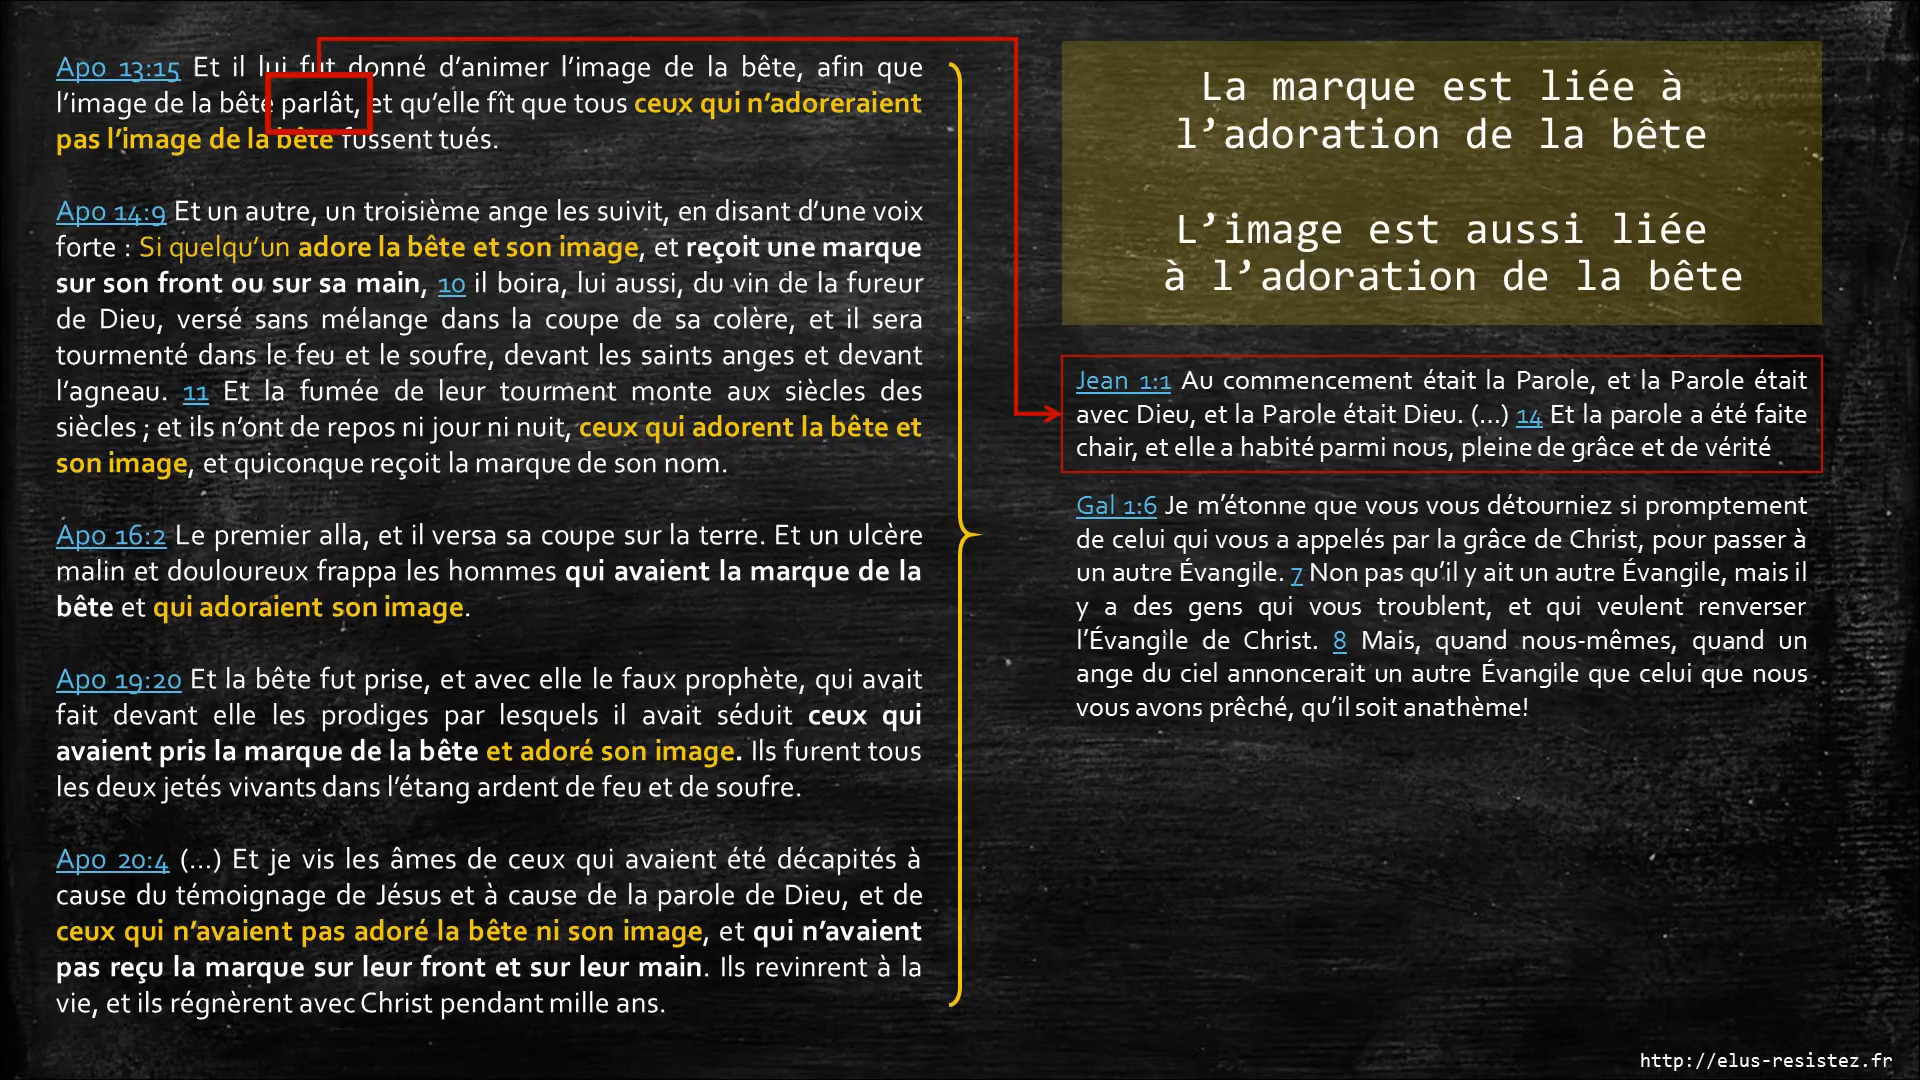 Apo 13:15 Et il lui fut donné d’animer l’image de la bête, afin que
l’image de la bête parlât, et qu’elle fît que tous ceux qui n’adoreraient
pas l’image de la bête fussent tués.
Apo 14:9 Et un autre, un troisième ange les suivit, en disant d’une voix
forte : Si quelqu’un adore la bête et son image, et reçoit une marque
sur son front ou sur sa main, 10 il boira, lui aussi, du vin de la fureur
de Dieu, versé sans mélange dans la coupe de sa colère, et il sera
tourmenté dans le feu et le soufre, devant les saints anges et devant
l’agneau. 11 Et la fumée de leur tourment monte aux siècles des
siècles ; et ils n’ont de repos ni jour ni nuit, ceux qui adorent la bête et
son image, et quiconque reçoit la marque de son nom.
Apo 16:2 Le premier alla, et il versa sa coupe sur la terre. Et un ulcère
malin et douloureux frappa les hommes qui avaient la marque de la
bête et qui adoraient son image.
Apo 19:20 Et la bête fut prise, et avec elle le faux prophète, qui avait
fait devant elle les prodiges par lesquels il avait séduit ceux qui
avaient pris la marque de la bête et adoré son image. Ils furent tous
les deux jetés vivants dans l’étang ardent de feu et de soufre.
Apo 20:4 (…) Et je vis les âmes de ceux qui avaient été décapités à
cause du témoignage de Jésus et à cause de la parole de Dieu, et de
ceux qui n’avaient pas adoré la bête ni son image, et qui n’avaient
pas reçu la marque sur leur front et sur leur main. Ils revinrent à la
vie, et ils régnèrent avec Christ pendant mille ans.
La marque est liée à
l’adoration de la bête
L’image est aussi liée
à l’adoration de la bête
Jean 1:1 Au commencement était la Parole, et la Parole était
avec Dieu, et la Parole était Dieu. (…) 14 Et la parole a été faite
chair, et elle a habité parmi nous, pleine de grâce et de vérité
Gal 1:6 Je m’étonne que vous vous détourniez si promptement
de celui qui vous a appelés par la grâce de Christ, pour passer à
un autre Évangile. 7 Non pas qu’il y ait un autre Évangile, mais il
y a des gens qui vous troublent, et qui veulent renverser
l’Évangile de Christ. 8 Mais, quand nous-mêmes, quand un
ange du ciel annoncerait un autre Évangile que celui que nous
vous avons prêché, qu’il soit anathème!
http://elus-resistez.fr